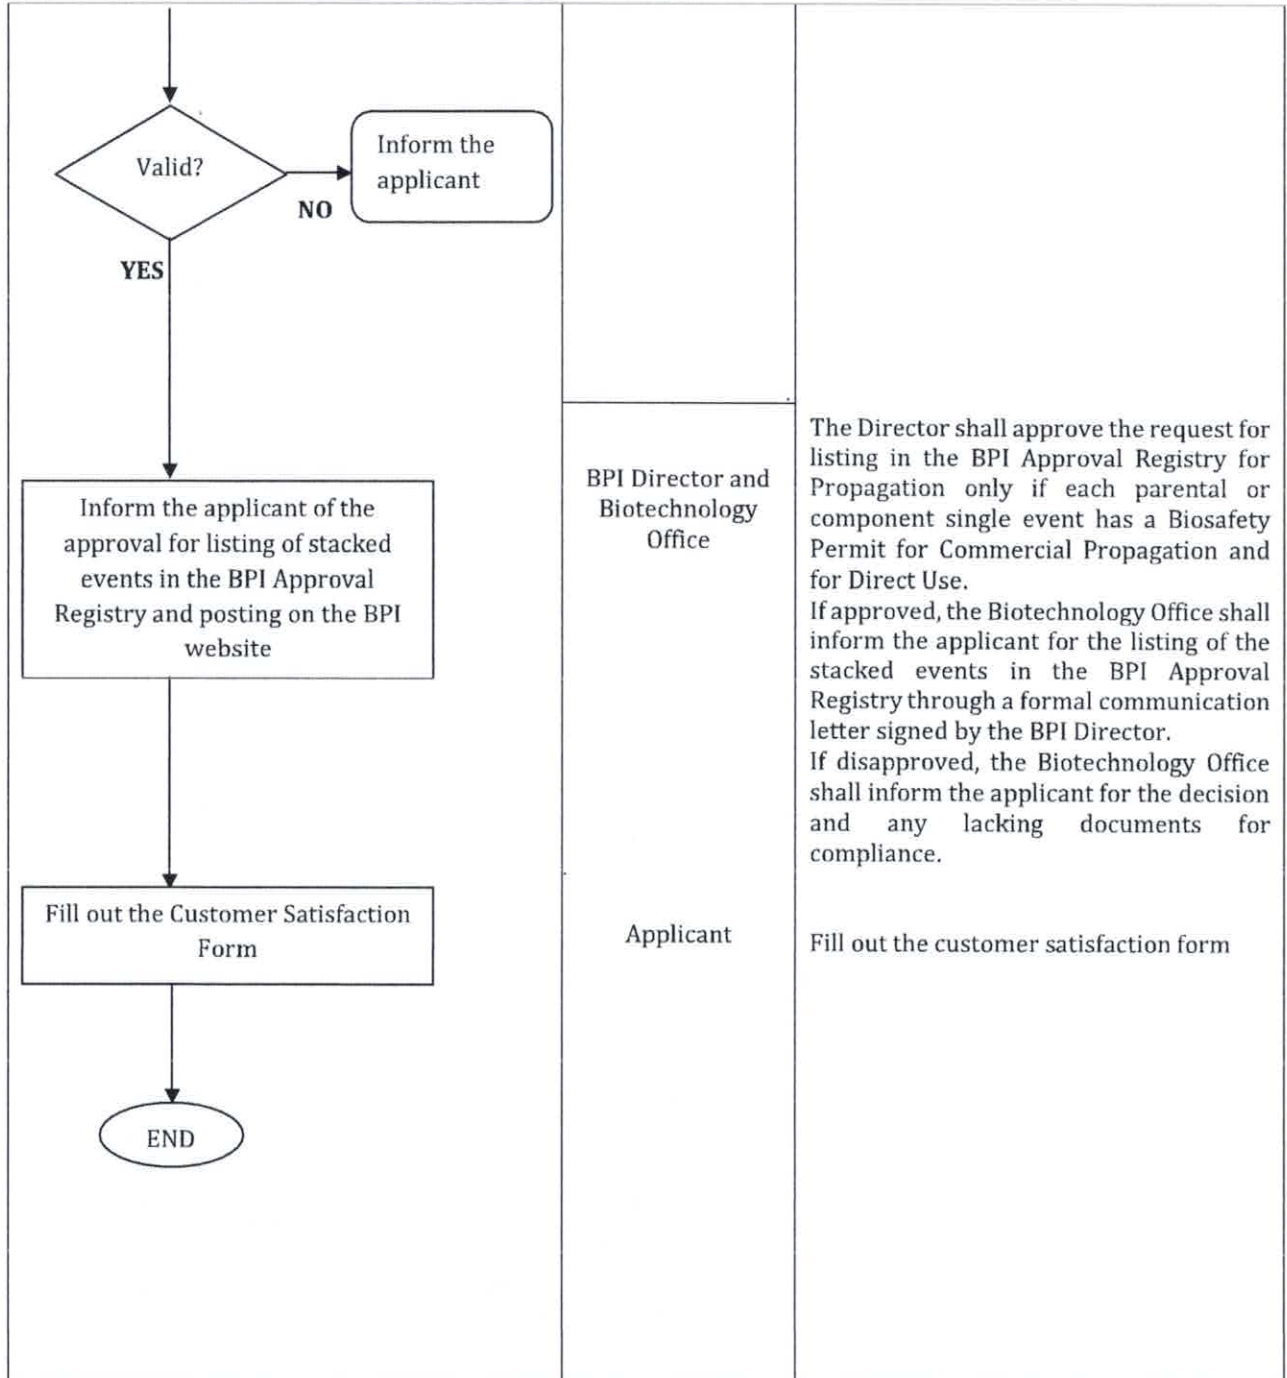 Valid?
Inform the
applicant
NO
YES
Inform the applicant of the
approval for listing of stacked
events in the BPI Approval
Registry and posting on the BPI
website
BPI Director and
Biotechnology
Office
The Director shall approve the request for
listing in the BPI Approval Registry for
Propagation only if each parental or
component single event has a Biosafety
Permit for Commercial Propagation and
for Direct Use.
If approved, the Biotechnology Office shall
inform the applicant for the listing of the
stacked events in the BPI Approval
Registry through a formal communication
letter signed by the BPI Director.
If disapproved, the Biotechnology Office
shall inform the applicant for the decision
and any lacking documents for
compliance.
Fill out the Customer Satisfaction
Form
Applicant
Fill out the customer satisfaction form
END